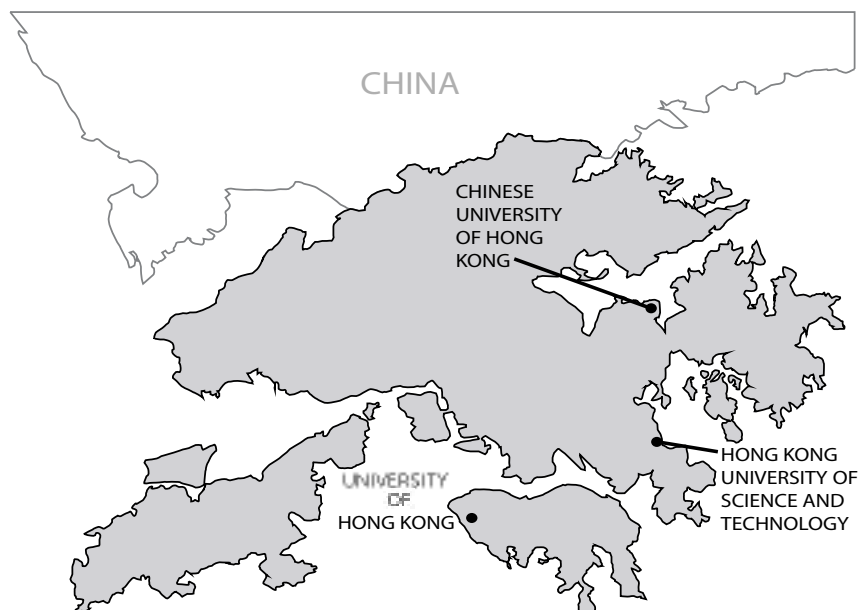 CHINA
CHINESE
UNIVERSITY
OF HONG
KONG
HONG KONG
UNIVERSITY OF
SCIENCE AND
TECHNOLOGY
UNIVERSITY
OF
HONG KONG